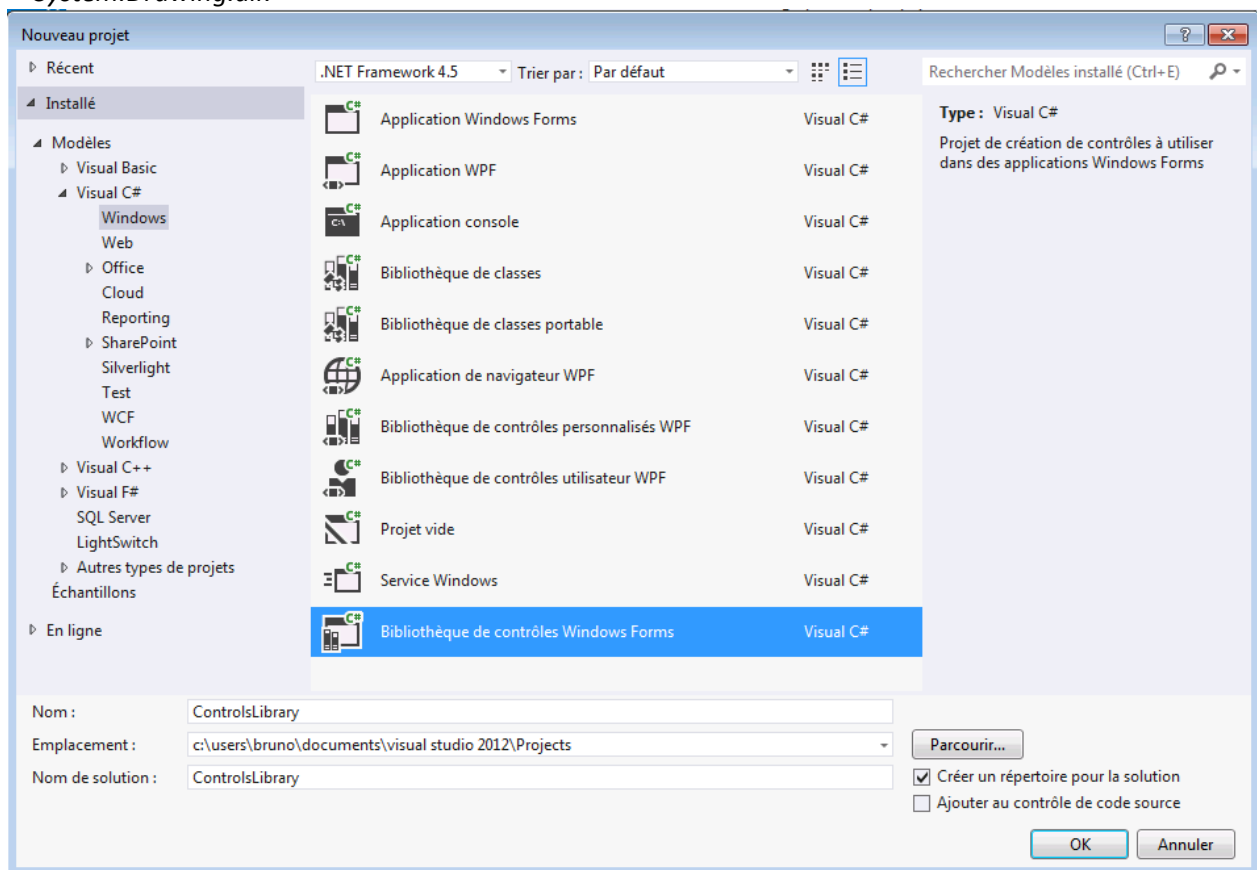 Nouveau projet
Récent
Installé
Modèles
Visual Basic
Visual C#
Windows
Web
Office
Cloud
Reporting
SharePoint
Silverlight
Test
WCF
Workflow
Visual C++
Visual F#
SQL Server
LightSwitch
Autres types de projets
Échantillons
En ligne
.NET Framework 4.5 Trier par : Par défaut
Application Windows Forms Visual C#
Application WPF Visual C#
Application console Visual C#
Bibliothèque de classes Visual C#
Bibliothèque de classes portable Visual C#
Application de navigateur WPF Visual C#
Bibliothèque de contrôles personnalisés WPF Visual C#
Bibliothèque de contrôles utilisateur WPF Visual C#
Projet vide Visual C#
Service Windows Visual C#
Bibliothèque de contrôles Windows Forms Visual C#
Rechercher Modèles installé (Ctrl+E)
Type : Visual C#
Projet de création de contrôles à utiliser
dans des applications Windows Forms
Nom : ControlsLibrary
Emplacement : c:\users\bruno\documents\visual studio 2012\Projects
Parcourir...
Nom de solution : ControlsLibrary
Créer un répertoire pour la solution
Ajouter au contrôle de code source
OK Annuler